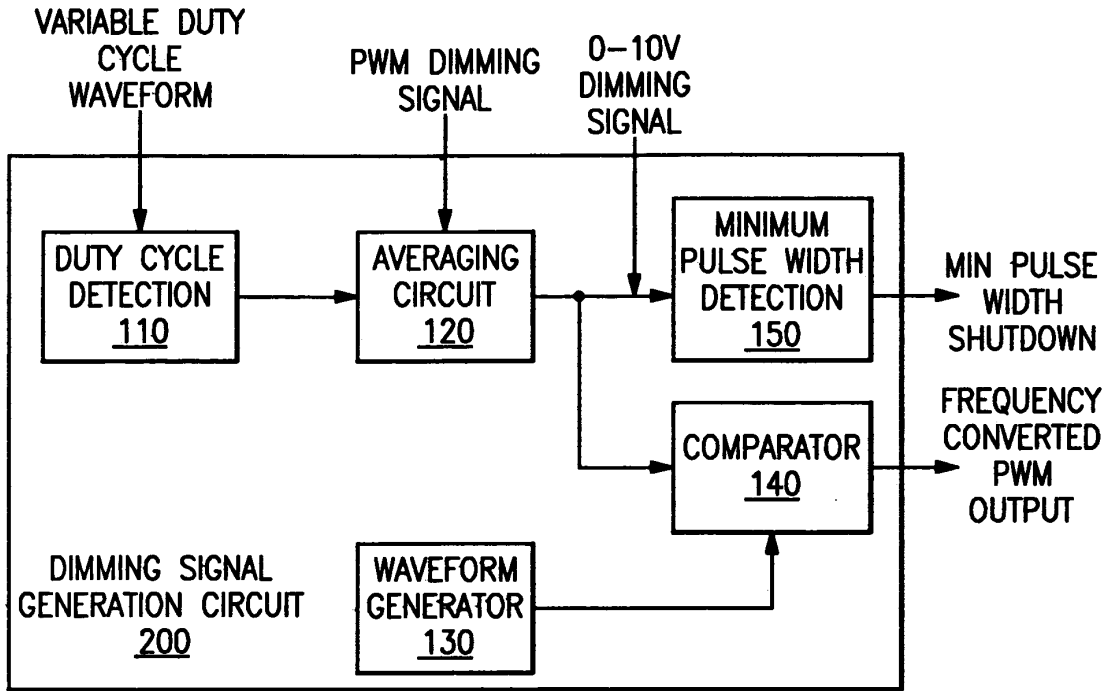 VARIABLE DUTY
CYCLE
WAVEFORM
PWM DIMMING
SIGNAL
0-10V
DIMMING
SIGNAL
DUTY CYCLE
DETECTION
110
AVERAGING
CIRCUIT
120
MINIMUM
PULSE WIDTH
DETECTION
150
MIN PULSE
WIDTH
SHUTDOWN
COMPARATOR
140
FREQUENCY
CONVERTED
PWM
OUTPUT
DIMMING SIGNAL
GENERATION CIRCUIT
200
WAVEFORM
GENERATOR
130